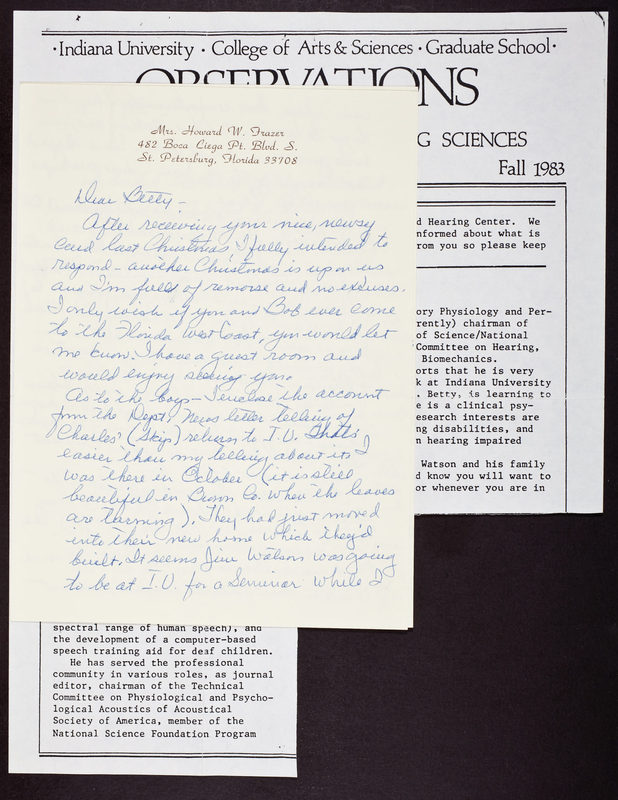 ·Indiana University · College of Arts & Sciences · Graduate School·
OBSERVATIONS
G SCIENCES
Fall 1983
d Hearing Center. We
nformed about what is
rom you so please keep
ory Physiology and Per-
rently) chairman of
of Science/National
Committee on Hearing,
Biomechanics.
orts that he is very
k at Indiana University
. Betty, is learning to
e is a clinical psy-
esearch interests are
ng disabilities, and
n hearing impaired
Watson and his family
d know you will want to
or whenever you are in
Mrs. Howard W. Frazer
482 Boca Ciega Pt. Blvd. S.
St. Petersburg, Florida 33708
Dear Betty -
After receiving your nice, newsy
card last Christmas, I fully intended to
respond - another Christmas is upon us
and I'm full of remorse and no excuses.
I only wish if you and Bob ever come
to the Florida West Coast, you would let
me know. I have a guest room and
would enjoy seeing you.
As to the boys - I enclose the account
from the Dept. News letter telling of
Charles' (Skip) return to I.U. That's
easier than my telling about it. I
was there in October (it is still
beautiful in Brown Co. when the leaves
are turning). They had just moved
into their new home which they'd
built. It seems Jim Watson was going
to be at I.U. for a Seminar while I
spectral range of human speech), and
the development of a computer-based
speech training aid for deaf children.
He has served the professional
community in various roles, as journal
editor, chairman of the Technical
Committee on Physiological and Psycho-
logical Acoustics of Acoustical
Society of America, member of the
National Science Foundation Program